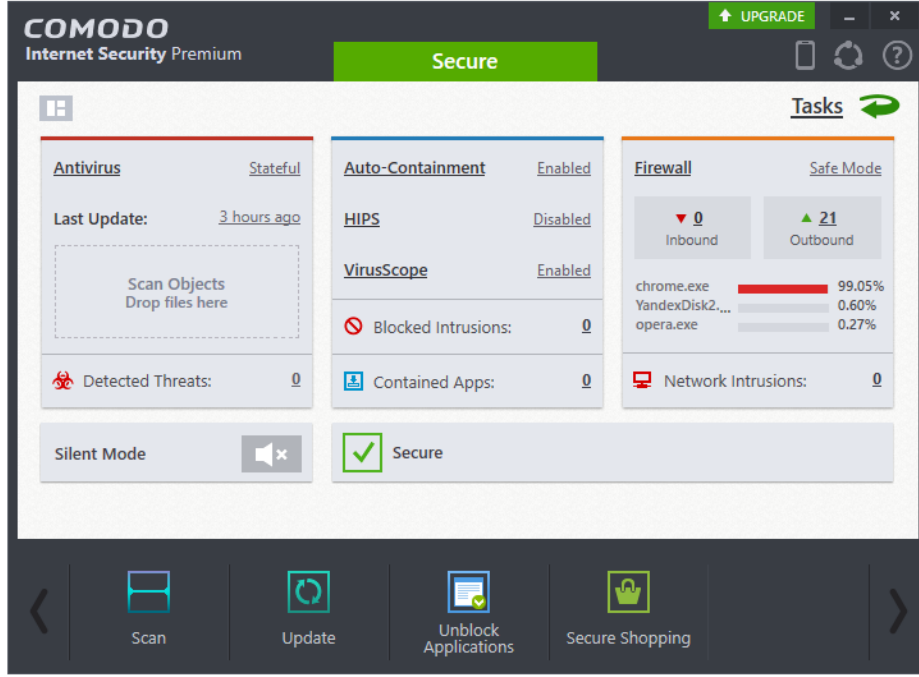 COMODO
Internet Security Premium
UPGRADE
Secure
Tasks
Antivirus Stateful
Last Update: 3 hours ago
Scan Objects
Drop files here
Detected Threats: 0
Auto-Containment Enabled
HIPS Disabled
VirusScope Enabled
Blocked Intrusions: 0
Contained Apps: 0
Firewall Safe Mode
0
Inbound
21
Outbound
chrome.exe 99.05%
YandexDisk2.... 0.60%
opera.exe 0.27%
Network Intrusions: 0
Silent Mode
Secure
Scan
Update
Unblock
Applications
Secure Shopping